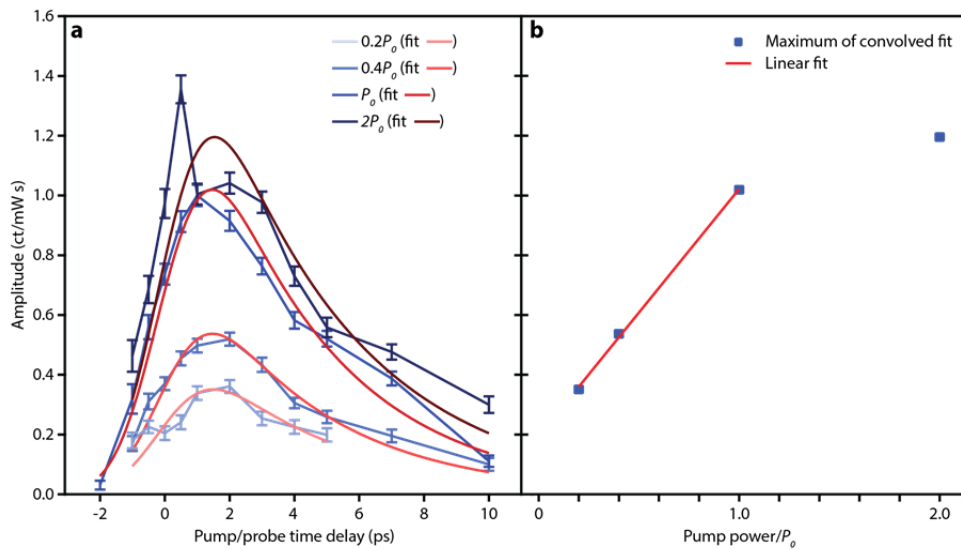 a
0.2P₀ (fit —)
0.4P₀ (fit —)
P₀ (fit —)
2P₀ (fit —)
Amplitude (ct/mW s)
1.6
1.4
1.2
1.0
0.8
0.6
0.4
0.2
0.0
-2 0 2 4 6 8 10
Pump/probe time delay (ps)
b
Maximum of convolved fit
Linear fit
0 1.0 2.0
Pump power/P₀